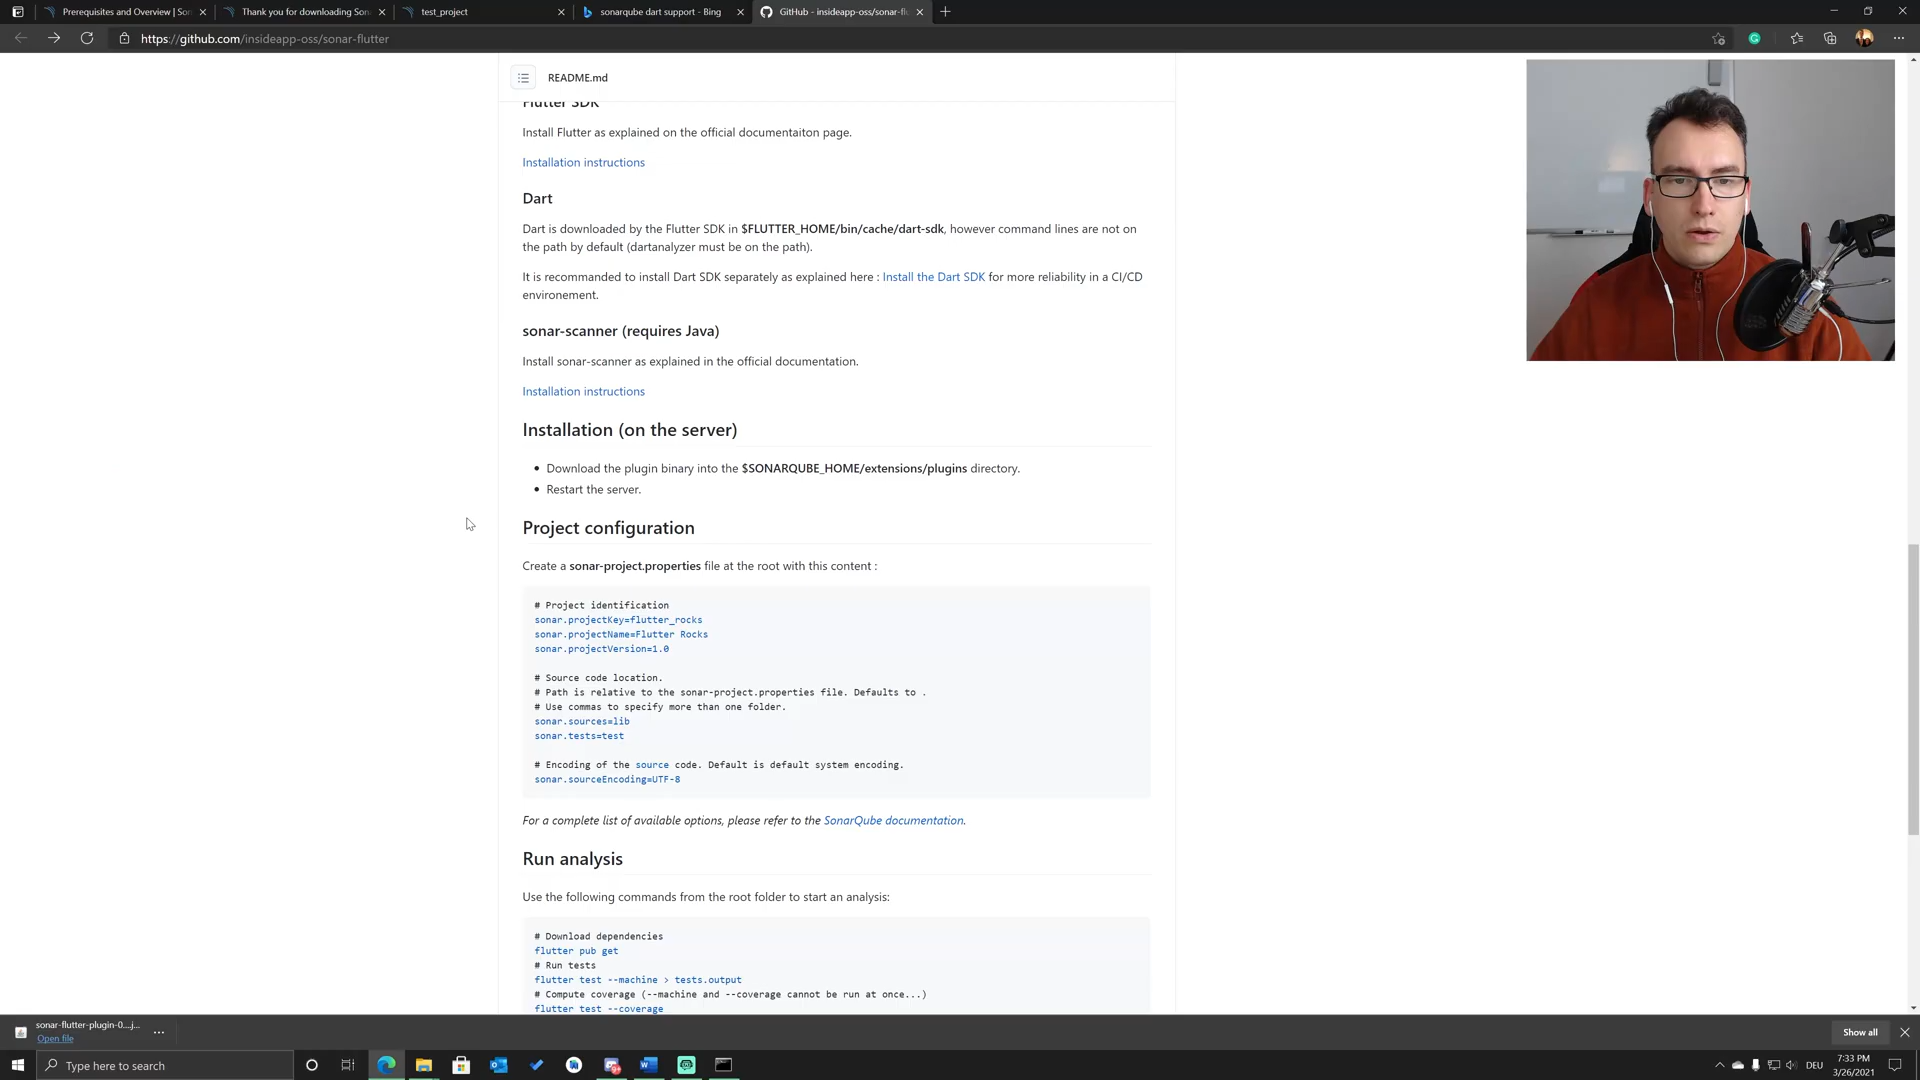 Prerequisites and Overview | Son
Thank you for downloading Sona
test_project
sonarqube dart support - Bing
GitHub - insideapp-oss/sonar-flu
https://github.com/insideapp-oss/sonar-flutter
README.md
Flutter SDK
Install Flutter as explained on the official documentaiton page.
Installation instructions
Dart
Dart is downloaded by the Flutter SDK in $FLUTTER_HOME/bin/cache/dart-sdk, however command lines are not on
the path by default (dartanalyzer must be on the path).
It is recommanded to install Dart SDK separately as explained here : Install the Dart SDK for more reliability in a CI/CD
environement.
sonar-scanner (requires Java)
Install sonar-scanner as explained in the official documentation.
Installation instructions
Installation (on the server)
• Download the plugin binary into the $SONARQUBE_HOME/extensions/plugins directory.
• Restart the server.
Project configuration
Create a sonar-project.properties file at the root with this content :
# Project identification
sonar.projectKey=flutter_rocks
sonar.projectName=Flutter Rocks
sonar.projectVersion=1.0
# Source code location.
# Path is relative to the sonar-project.properties file. Defaults to .
# Use commas to specify more than one folder.
sonar.sources=lib
sonar.tests=test
# Encoding of the source code. Default is default system encoding.
sonar.sourceEncoding=UTF-8
For a complete list of available options, please refer to the SonarQube documentation.
Run analysis
Use the following commands from the root folder to start an analysis:
# Download dependencies
flutter pub get
# Run tests
flutter test --machine > tests.output
# Compute coverage (--machine and --coverage cannot be run at once...)
flutter test --coverage
sonar-flutter-plugin-0....j...
Open file
Show all
Type here to search
DEU
7:33 PM
3/26/2021